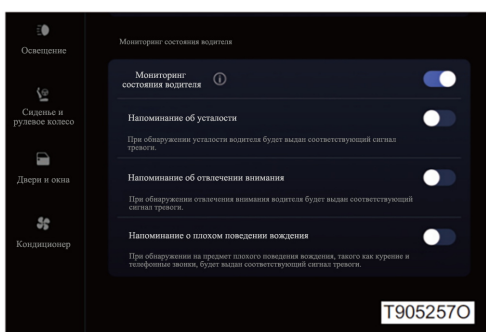 Освещение
Сиденье и
рулевое колесо
Двери и окна
Кондиционер
Мониторинг состояния водителя
Мониторинг
состояния водителя
Напоминание об усталости
При обнаружении усталости водителя будет выдан соответствующий сигнал
тревоги.
Напоминание об отвлечении внимания
При обнаружении отвлечения внимания водителя будет выдан соответствующий
сигнал тревоги.
Напоминание о плохом поведении вождения
При обнаружении на предмет плохого поведения вождения, такого как курение и
телефонные звонки, будет выдан соответствующий сигнал тревоги.
T905257O